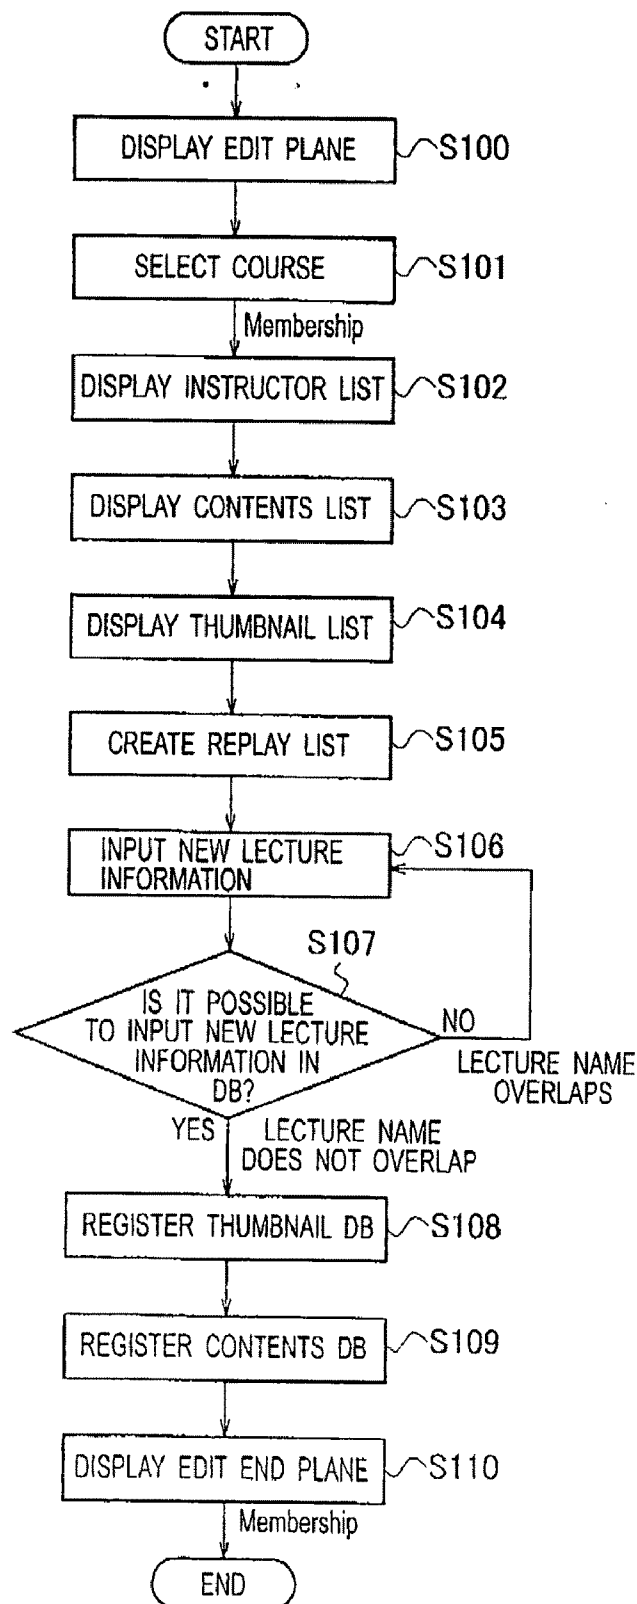 START
DISPLAY EDIT PLANE
S100
SELECT COURSE
S101
Membership
DISPLAY INSTRUCTOR LIST
S102
DISPLAY CONTENTS LIST
S103
DISPLAY THUMBNAIL LIST
S104
CREATE REPLAY LIST
S105
INPUT NEW LECTURE
INFORMATION
S106
S107
IS IT POSSIBLE
TO INPUT NEW LECTURE
INFORMATION IN
DB?
NO
LECTURE NAME
OVERLAPS
YES
LECTURE NAME
DOES NOT OVERLAP
REGISTER THUMBNAIL DB
S108
REGISTER CONTENTS DB
S109
DISPLAY EDIT END PLANE
S110
Membership
END